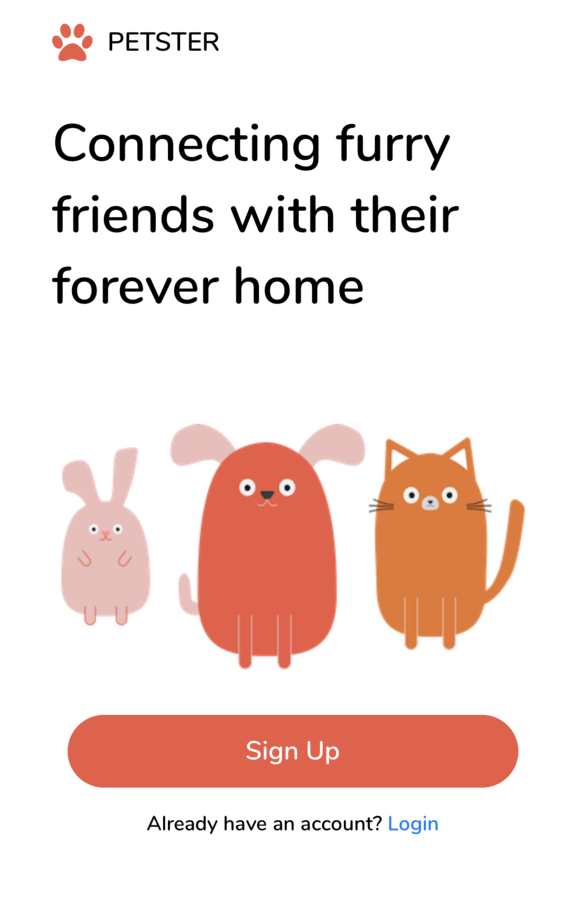 PETSTER
Connecting furry
friends with their
forever home
Sign Up
Already have an account? Login